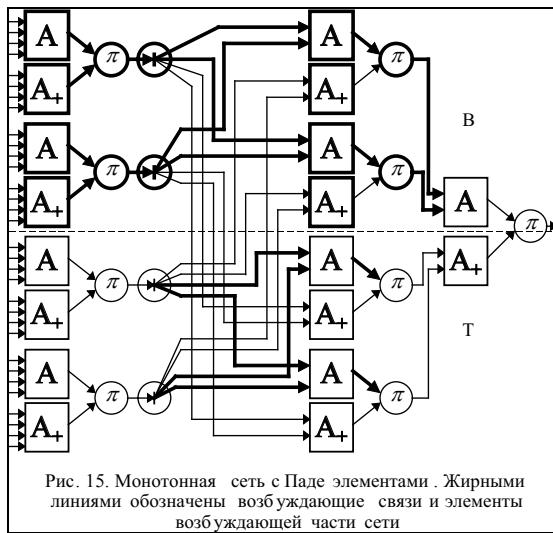 A
A+
π
A
A+
π
A
A+
π
A
A+
π
A
A+
π
A
A+
π
A
A+
π
A
A+
π
В
A
A+
π
Т
Рис. 15. Монотонная сеть с Паде элементами . Жирными
линиями обозначены возбуждающие связи и элементы
возбуждающей части сети